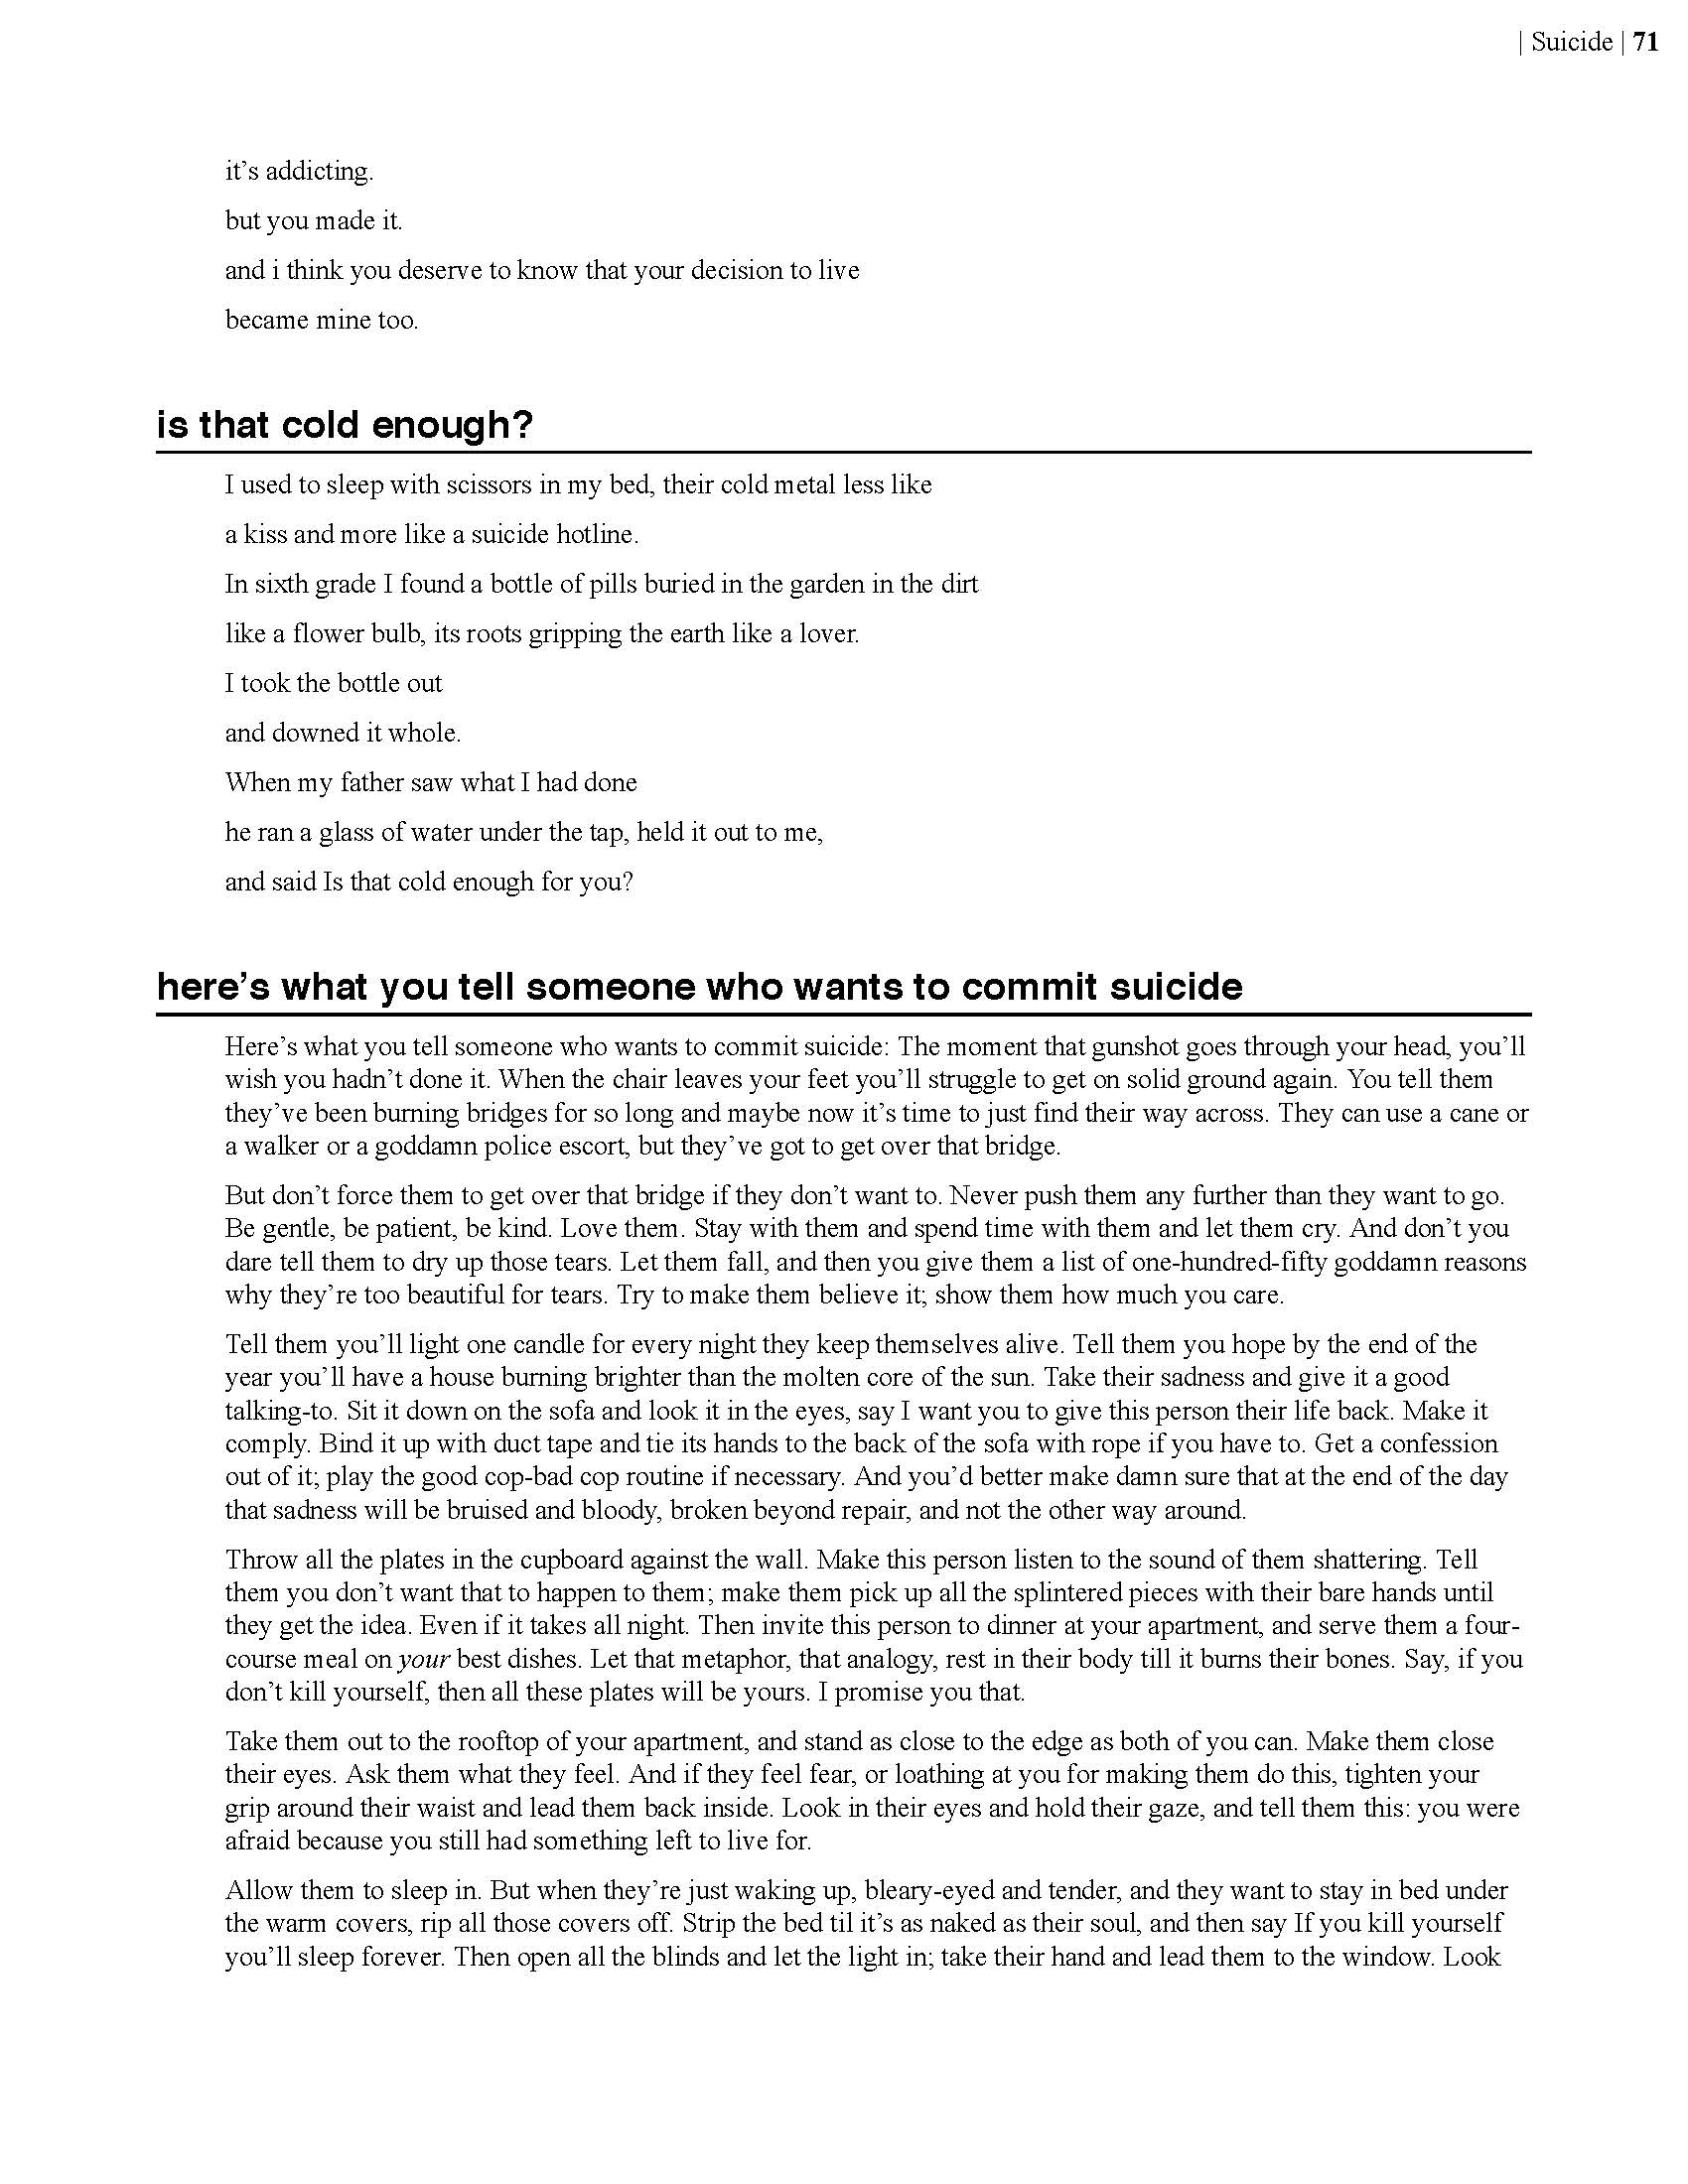 | Suicide | 71
it’s addicting.
but you made it.
and i think you deserve to know that your decision to live
became mine too.
is that cold enough?
I used to sleep with scissors in my bed, their cold metal less like
a kiss and more like a suicide hotline.
In sixth grade I found a bottle of pills buried in the garden in the dirt
like a flower bulb, its roots gripping the earth like a lover.
I took the bottle out
and downed it whole.
When my father saw what I had done
he ran a glass of water under the tap, held it out to me,
and said Is that cold enough for you?
here’s what you tell someone who wants to commit suicide
Here’s what you tell someone who wants to commit suicide: The moment that gunshot goes through your head, you’ll
wish you hadn’t done it. When the chair leaves your feet you’ll struggle to get on solid ground again. You tell them
they’ve been burning bridges for so long and maybe now it’s time to just find their way across. They can use a cane or
a walker or a goddamn police escort, but they’ve got to get over that bridge.
But don’t force them to get over that bridge if they don’t want to. Never push them any further than they want to go.
Be gentle, be patient, be kind. Love them. Stay with them and spend time with them and let them cry. And don’t you
dare tell them to dry up those tears. Let them fall, and then you give them a list of one-hundred-fifty goddamn reasons
why they’re too beautiful for tears. Try to make them believe it; show them how much you care.
Tell them you’ll light one candle for every night they keep themselves alive. Tell them you hope by the end of the
year you’ll have a house burning brighter than the molten core of the sun. Take their sadness and give it a good
talking-to. Sit it down on the sofa and look it in the eyes, say I want you to give this person their life back. Make it
comply. Bind it up with duct tape and tie its hands to the back of the sofa with rope if you have to. Get a confession
out of it; play the good cop-bad cop routine if necessary. And you’d better make damn sure that at the end of the day
that sadness will be bruised and bloody, broken beyond repair, and not the other way around.
Throw all the plates in the cupboard against the wall. Make this person listen to the sound of them shattering. Tell
them you don’t want that to happen to them; make them pick up all the splintered pieces with their bare hands until
they get the idea. Even if it takes all night. Then invite this person to dinner at your apartment, and serve them a four-
course meal on your best dishes. Let that metaphor, that analogy, rest in their body till it burns their bones. Say, if you
don’t kill yourself, then all these plates will be yours. I promise you that.
Take them out to the rooftop of your apartment, and stand as close to the edge as both of you can. Make them close
their eyes. Ask them what they feel. And if they feel fear, or loathing at you for making them do this, tighten your
grip around their waist and lead them back inside. Look in their eyes and hold their gaze, and tell them this: you were
afraid because you still had something left to live for.
Allow them to sleep in. But when they’re just waking up, bleary-eyed and tender, and they want to stay in bed under
the warm covers, rip all those covers off. Strip the bed til it’s as naked as their soul, and then say If you kill yourself
you’ll sleep forever. Then open all the blinds and let the light in; take their hand and lead them to the window. Look